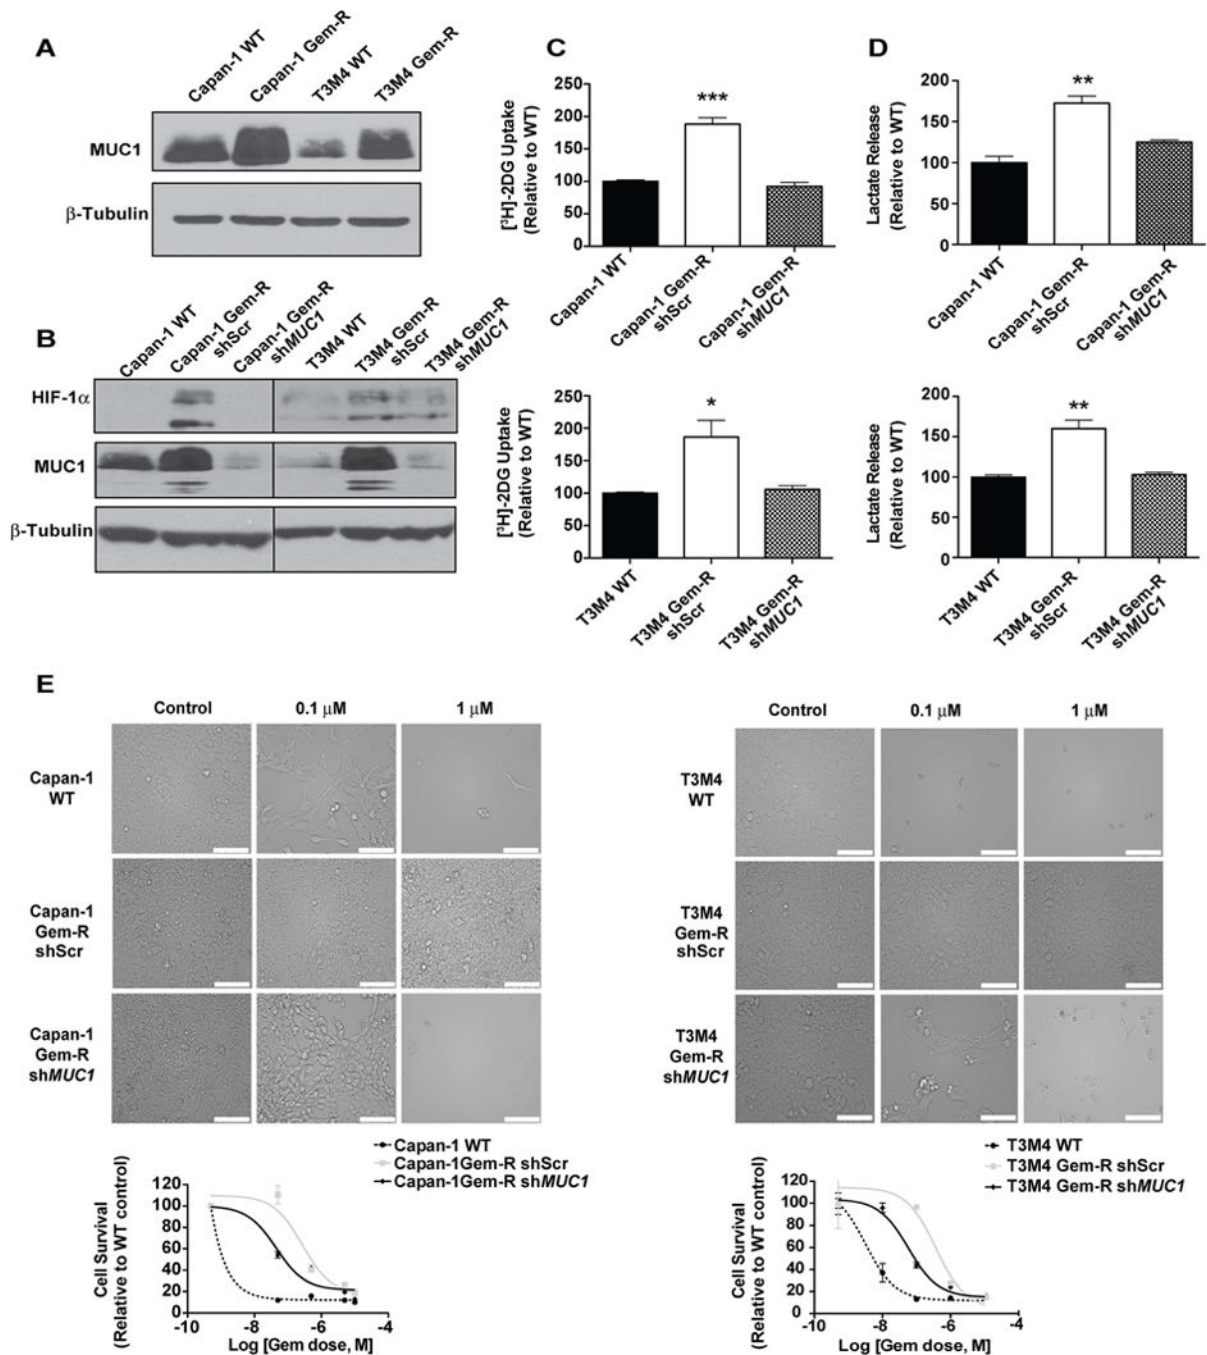 A
Capan-1 WT
Capan-1 Gem-R
T3M4 WT
T3M4 Gem-R
MUC1
β-Tubulin
B
Capan-1 WT
Capan-1 Gem-R
shScr
Capan-1 Gem-R
shMUC1
T3M4 WT
T3M4 Gem-R
shScr
T3M4 Gem-R
shMUC1
HIF-1α
MUC1
β-Tubulin
C
[³H]-2DG Uptake
(Relative to WT)
250
200
150
100
50
0
***
Capan-1 WT
Capan-1 Gem-R
shScr
Capan-1 Gem-R
shMUC1
[³H]-2DG Uptake
(Relative to WT)
250
200
150
100
50
0
*
T3M4 WT
T3M4 Gem-R
shScr
T3M4 Gem-R
shMUC1
D
Lactate Release
(Relative to WT)
200
150
100
50
0
**
Capan-1 WT
Capan-1 Gem-R
shScr
Capan-1 Gem-R
shMUC1
Lactate Release
(Relative to WT)
200
150
100
50
0
**
T3M4 WT
T3M4 Gem-R
shScr
T3M4 Gem-R
shMUC1
E
Control 0.1 μM 1 μM
Capan-1
WT
Capan-1
Gem-R
shScr
Capan-1
Gem-R
shMUC1
Capan-1 WT
Capan-1Gem-R shScr
Capan-1Gem-R shMUC1
Cell Survival
(Relative to WT control)
120
100
80
60
40
20
0
-10 -8 -6 -4
Log [Gem dose, M]
Control 0.1 μM 1 μM
T3M4
WT
T3M4
Gem-R
shScr
T3M4
Gem-R
shMUC1
T3M4 WT
T3M4 Gem-R shScr
T3M4 Gem-R shMUC1
Cell Survival
(Relative to WT control)
120
100
80
60
40
20
0
-10 -9 -8 -7 -6 -5 -4
Log [Gem dose, M]